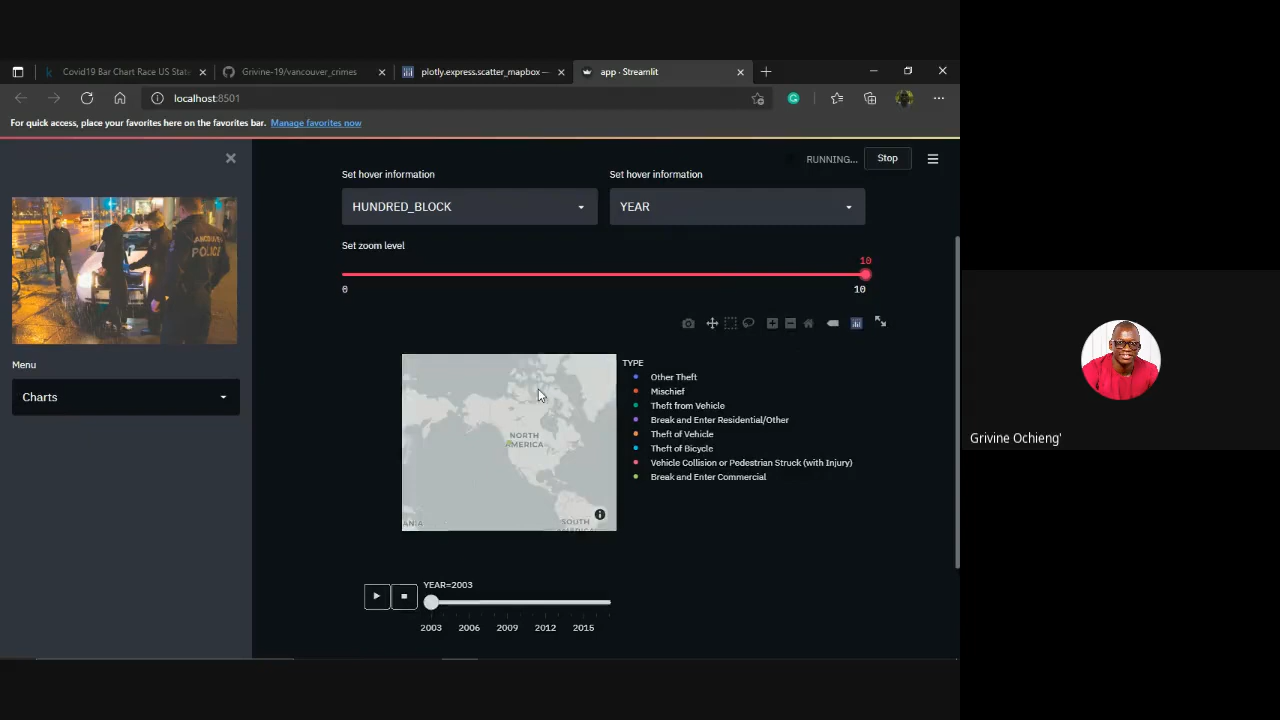 Covid19 Bar Chart Race US State
Grivine-19/vancouver_crimes
plotly.express.scatter_mapbox —
app · Streamlit
localhost:8501
For quick access, place your favorites here on the favorites bar. Manage favorites now
RUNNING...
Stop
Set hover information
Set hover information
HUNDRED_BLOCK
YEAR
VANCOUVER
POLICE
Set zoom level
10
0
10
Menu
Charts
NORTH
AMERICA
ANIA
SOUTH
AMERICA
TYPE
Other Theft
Mischief
Theft from Vehicle
Break and Enter Residential/Other
Theft of Vehicle
Theft of Bicycle
Vehicle Collision or Pedestrian Struck (with Injury)
Break and Enter Commercial
YEAR=2003
2003
2006
2009
2012
2015
Grivine Ochieng'